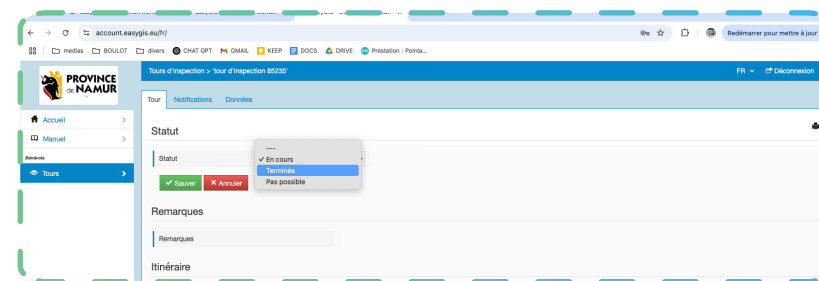 account.easygis.eu/fr/
Redémarrer pour mettre à jour
medias BOULOT divers CHAT GPT GMAIL KEEP DOCS DRIVE Prestation : Pointa...
PROVINCE
de NAMUR
Tours d'inspection > 'tour d'inspection 85235'
FR Déconnexion
Tour Notifications Données
Accueil
Manuel
Bénévole
Tours
Statut
Statut
---
✓ En cours
Terminée
Pas possible
✓ Sauver ✕ Annuler
Remarques
Remarques
Itinéraire